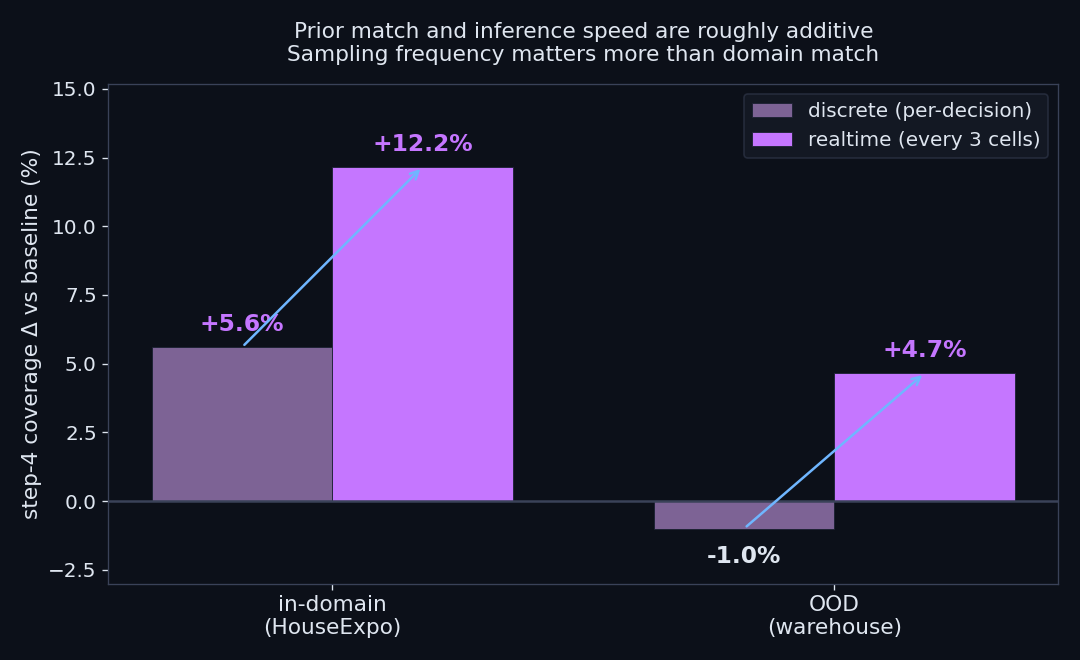 Prior match and inference speed are roughly additive
Sampling frequency matters more than domain match
step-4 coverage Δ vs baseline (%)
15.0
12.5
10.0
7.5
5.0
2.5
0.0
−2.5
discrete (per-decision)
realtime (every 3 cells)
+5.6%
+12.2%
-1.0%
+4.7%
in-domain
(HouseExpo)
OOD
(warehouse)